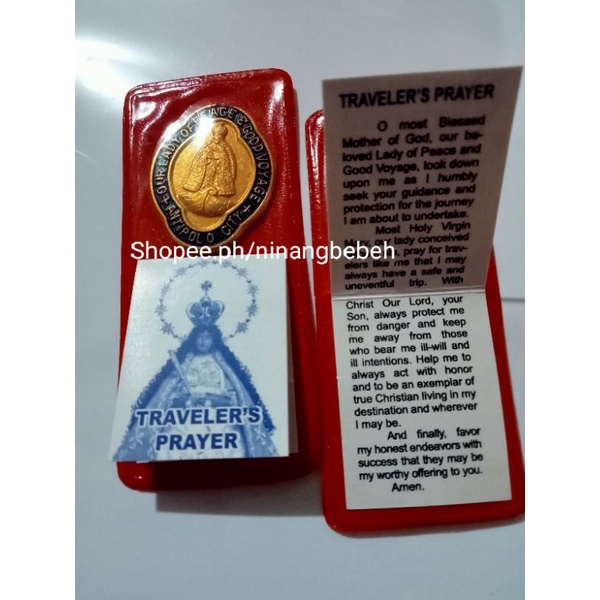 OUR LADY OF PEACE & GOOD VOYAGE
+ ANTIPOLO CITY +
Shopee.ph/ninangbebeh
TRAVELER'S
PRAYER
TRAVELER'S PRAYER
O most Blessed
Mother of God, our be-
loved Lady of Peace and
Good Voyage, look down
upon me as I humbly
seek your guidance and
protection for the journey
I am about to undertake.
Most Holy Virgin
lady conceived
pray for trav-
elers like me that I may
always have a safe and
uneventful trip. With
Christ Our Lord, your
Son, always protect me
from danger and keep
me away from those
who bear me ill-will and
ill intentions. Help me to
always act with honor
and to be an exemplar of
true Christian living in my
destination and wherever
I may be.
And finally, favor
my honest endeavors with
success that they may be
my worthy offering to you.
Amen.